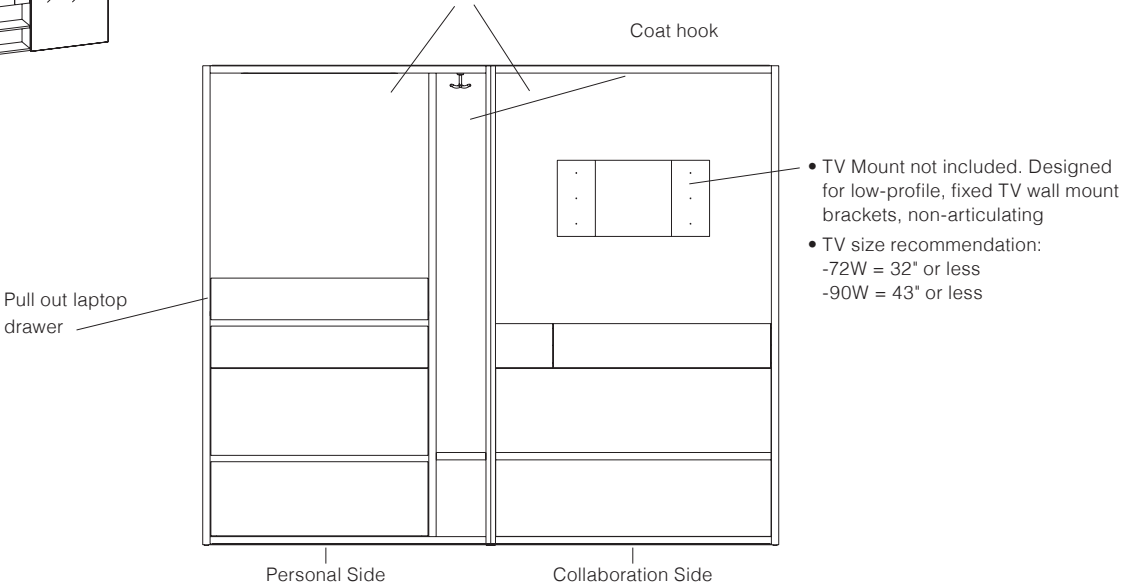 Coat hook
• TV Mount not included. Designed
for low-profile, fixed TV wall mount
brackets, non-articulating
• TV size recommendation:
-72W = 32" or less
-90W = 43" or less
Pull out laptop
drawer
Personal Side
Collaboration Side